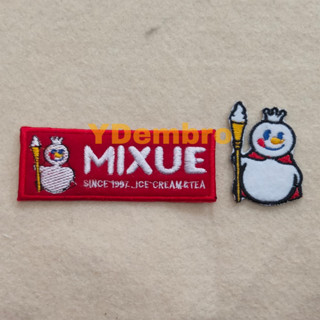 YDembro
MIXUE
SINCE 1997. ICE CREAM & TEA